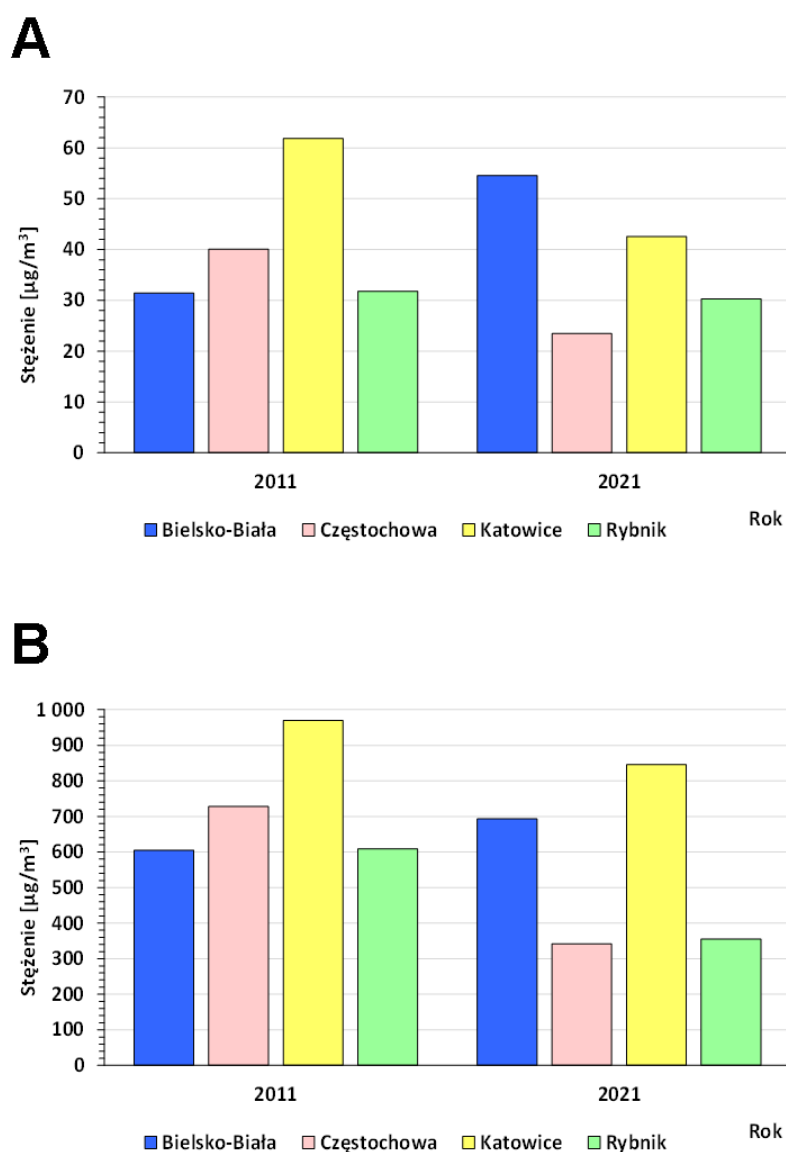 A
70
60
50
40
30
20
10
0
Stężenie [µg/m³]
2011 2021
Rok
Bielsko-Biała Częstochowa Katowice Rybnik
B
1 000
900
800
700
600
500
400
300
200
100
0
Stężenie [µg/m³]
2011 2021
Rok
Bielsko-Biała Częstochowa Katowice Rybnik